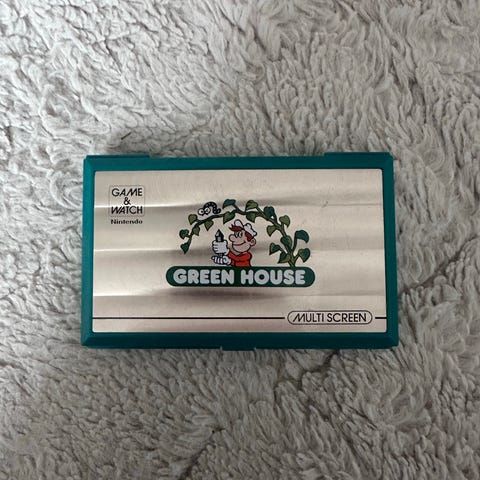 GAME
&
WATCH
Nintendo
GREEN HOUSE
MULTI SCREEN